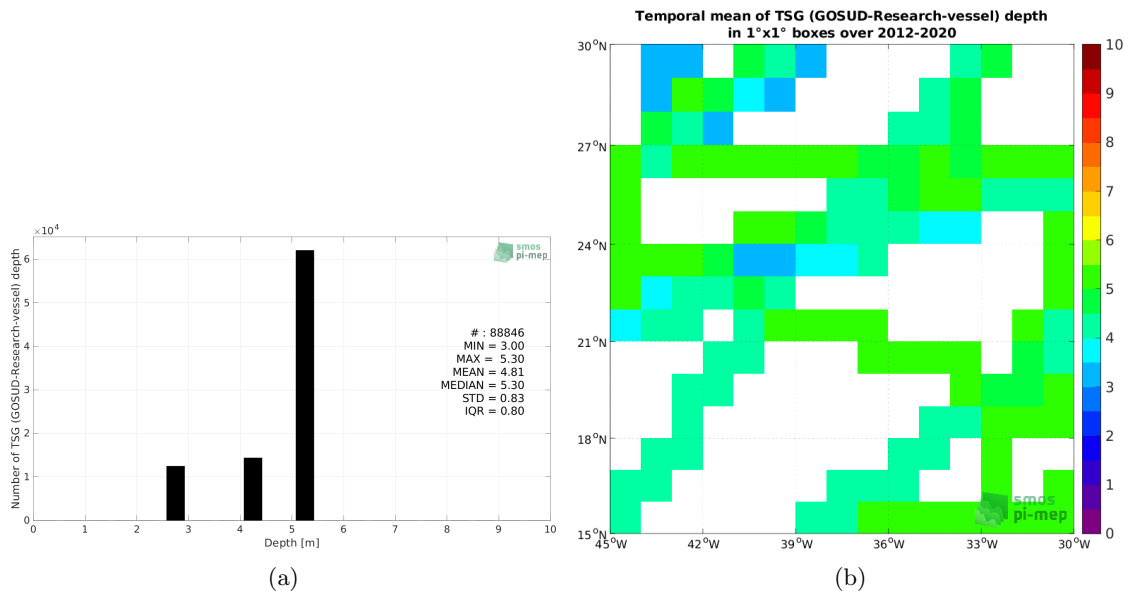 ×10⁴
6
5
4
3
2
1
0
Number of TSG (GOSUD-Research-vessel) depth
smos
pi-mep
# : 88846
MIN = 3.00
MAX = 5.30
MEAN = 4.81
MEDIAN = 5.30
STD = 0.83
IQR = 0.80
0 1 2 3 4 5 6 7 8 9 10
Depth [m]
(a)
Temporal mean of TSG (GOSUD-Research-vessel) depth
in 1°x1° boxes over 2012-2020
30°N
27°N
24°N
21°N
18°N
15°N
45°W 42°W 39°W 36°W 33°W 30°W
smos
pi-mep
10
9
8
7
6
5
4
3
2
1
0
(b)